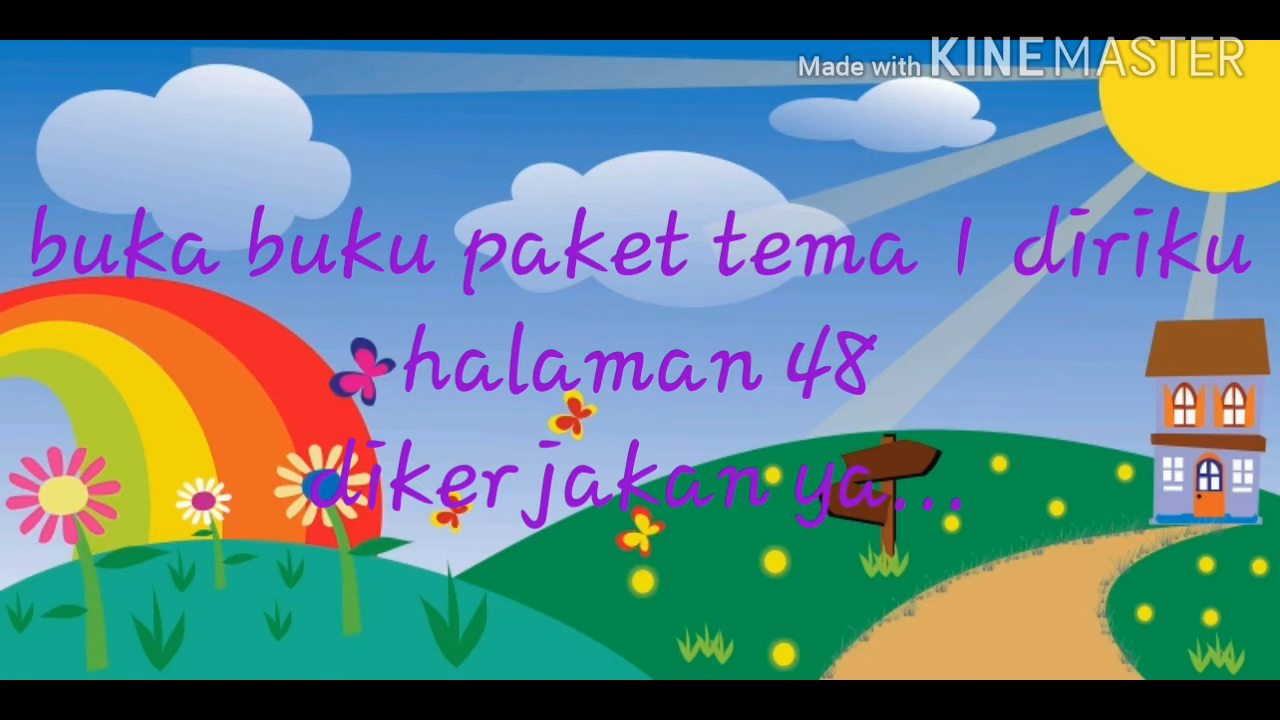 Made with KINEMASTER
buka buku paket tema 1 diriku
halaman 48
dikerjakan ya...